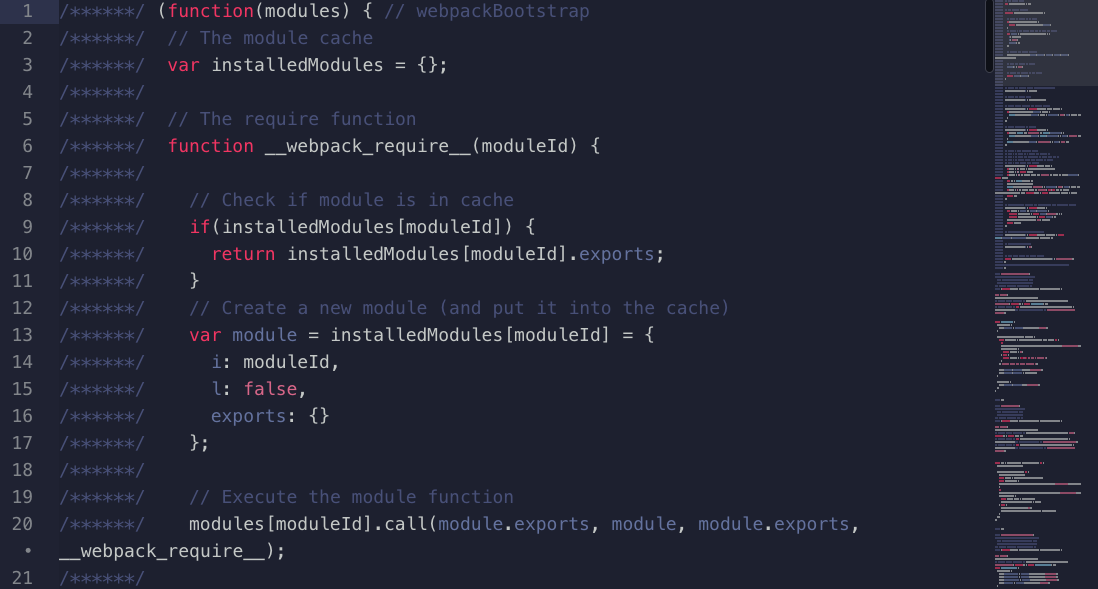 1 /******/ (function(modules) { // webpackBootstrap
2 /******/  // The module cache
3 /******/  var installedModules = {};
4 /******/
5 /******/  // The require function
6 /******/  function __webpack_require__(moduleId) {
7 /******/
8 /******/    // Check if module is in cache
9 /******/    if(installedModules[moduleId]) {
10 /******/      return installedModules[moduleId].exports;
11 /******/    }
12 /******/    // Create a new module (and put it into the cache)
13 /******/    var module = installedModules[moduleId] = {
14 /******/      i: moduleId,
15 /******/      l: false,
16 /******/      exports: {}
17 /******/    };
18 /******/
19 /******/    // Execute the module function
20 /******/    modules[moduleId].call(module.exports, module, module.exports,
• __webpack_require__);
21 /******/